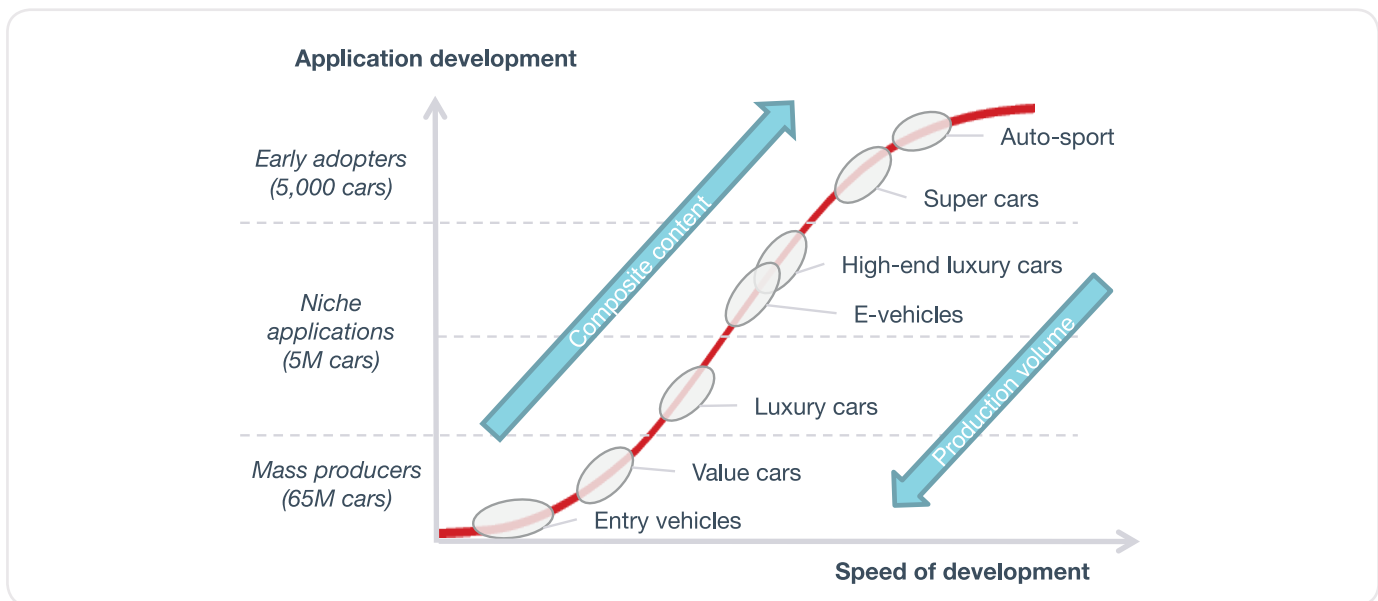 Application development
Early adopters
(5,000 cars)
Auto-sport
Super cars
Composite content
High-end luxury cars
Niche
applications
(5M cars)
E-vehicles
Production volume
Luxury cars
Mass producers
(65M cars)
Value cars
Entry vehicles
Speed of development